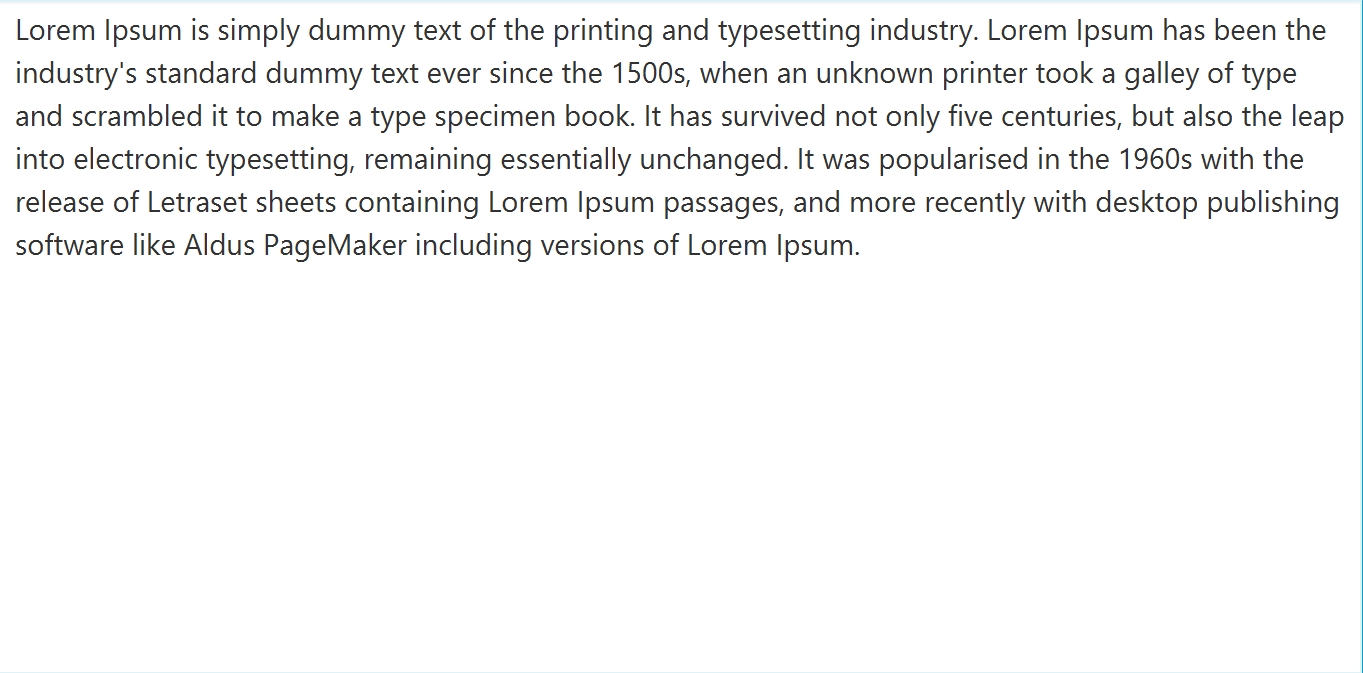 Lorem Ipsum is simply dummy text of the printing and typesetting industry. Lorem Ipsum has been the
industry's standard dummy text ever since the 1500s, when an unknown printer took a galley of type
and scrambled it to make a type specimen book. It has survived not only five centuries, but also the leap
into electronic typesetting, remaining essentially unchanged. It was popularised in the 1960s with the
release of Letraset sheets containing Lorem Ipsum passages, and more recently with desktop publishing
software like Aldus PageMaker including versions of Lorem Ipsum.